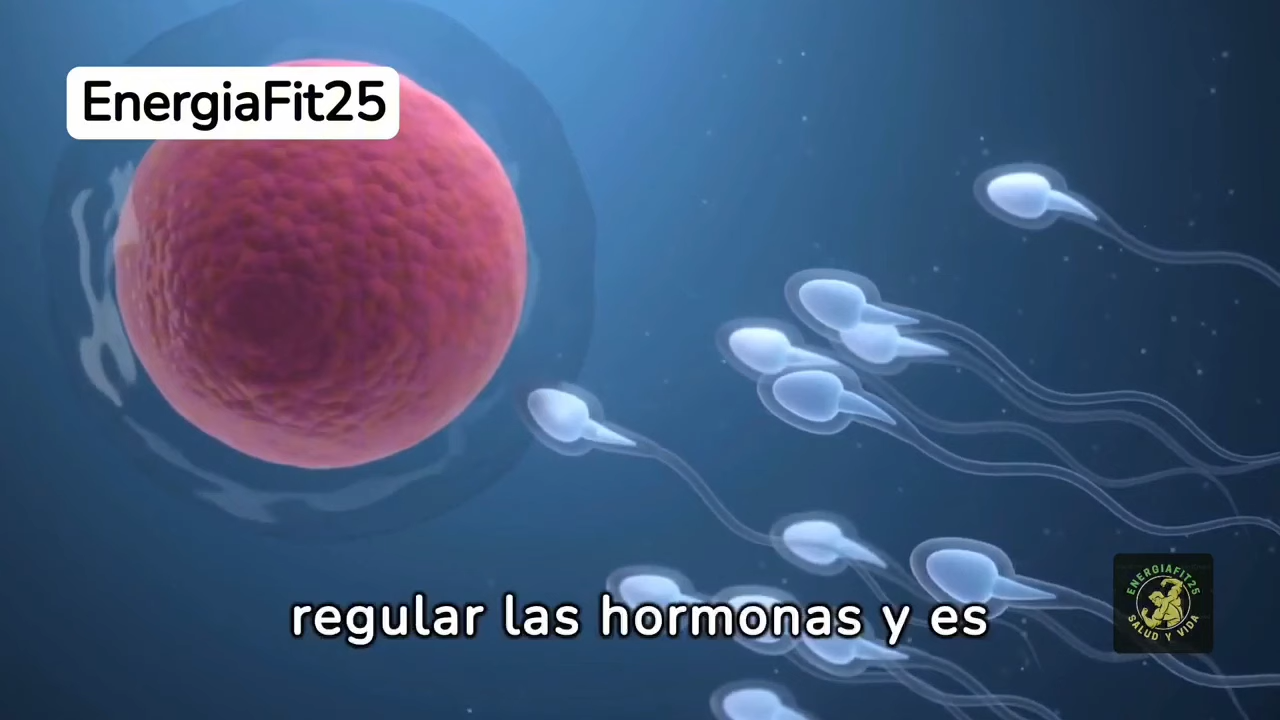 EnergiaFit25
regular las hormonas y es
ENERGIAFIT25
SALUD Y VIDA